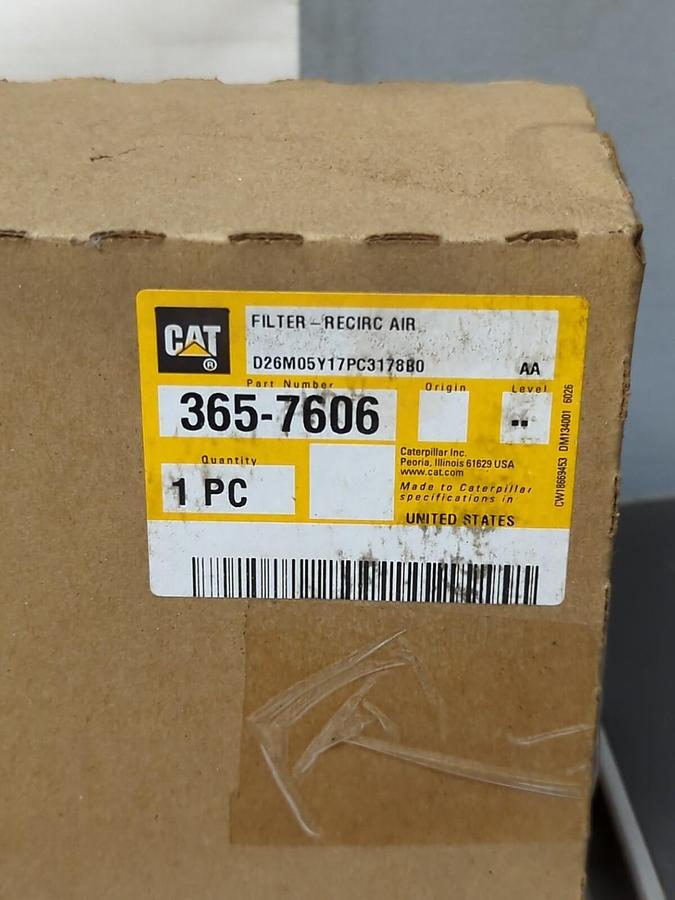 CAT
®
FILTER-RECIRC AIR
D26M05Y17PC3178B0 AA
Part Number Origin Level
365-7606 ..
Quantity
1 PC
Caterpillar Inc.
Peoria, Illinois 61629 USA
www.cat.com
Made to Caterpillar
specifications in
UNITED STATES
CW18669453 DM134001 6026